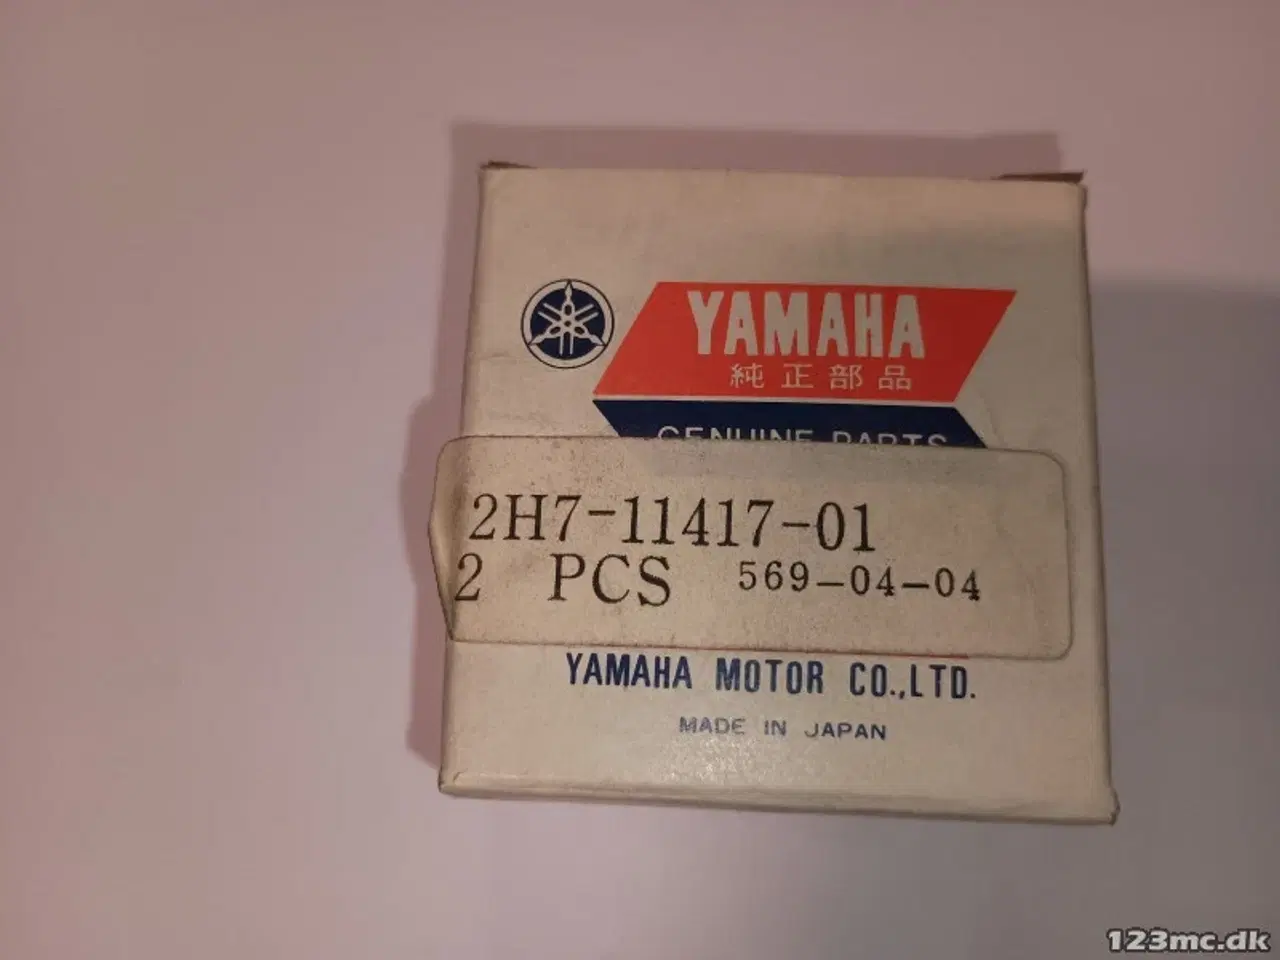 YAMAHA
純正部品
GENUINE PARTS
2H7-11417-01
2 PCS 569-04-04
YAMAHA MOTOR CO.,LTD.
MADE IN JAPAN
123mc.dk